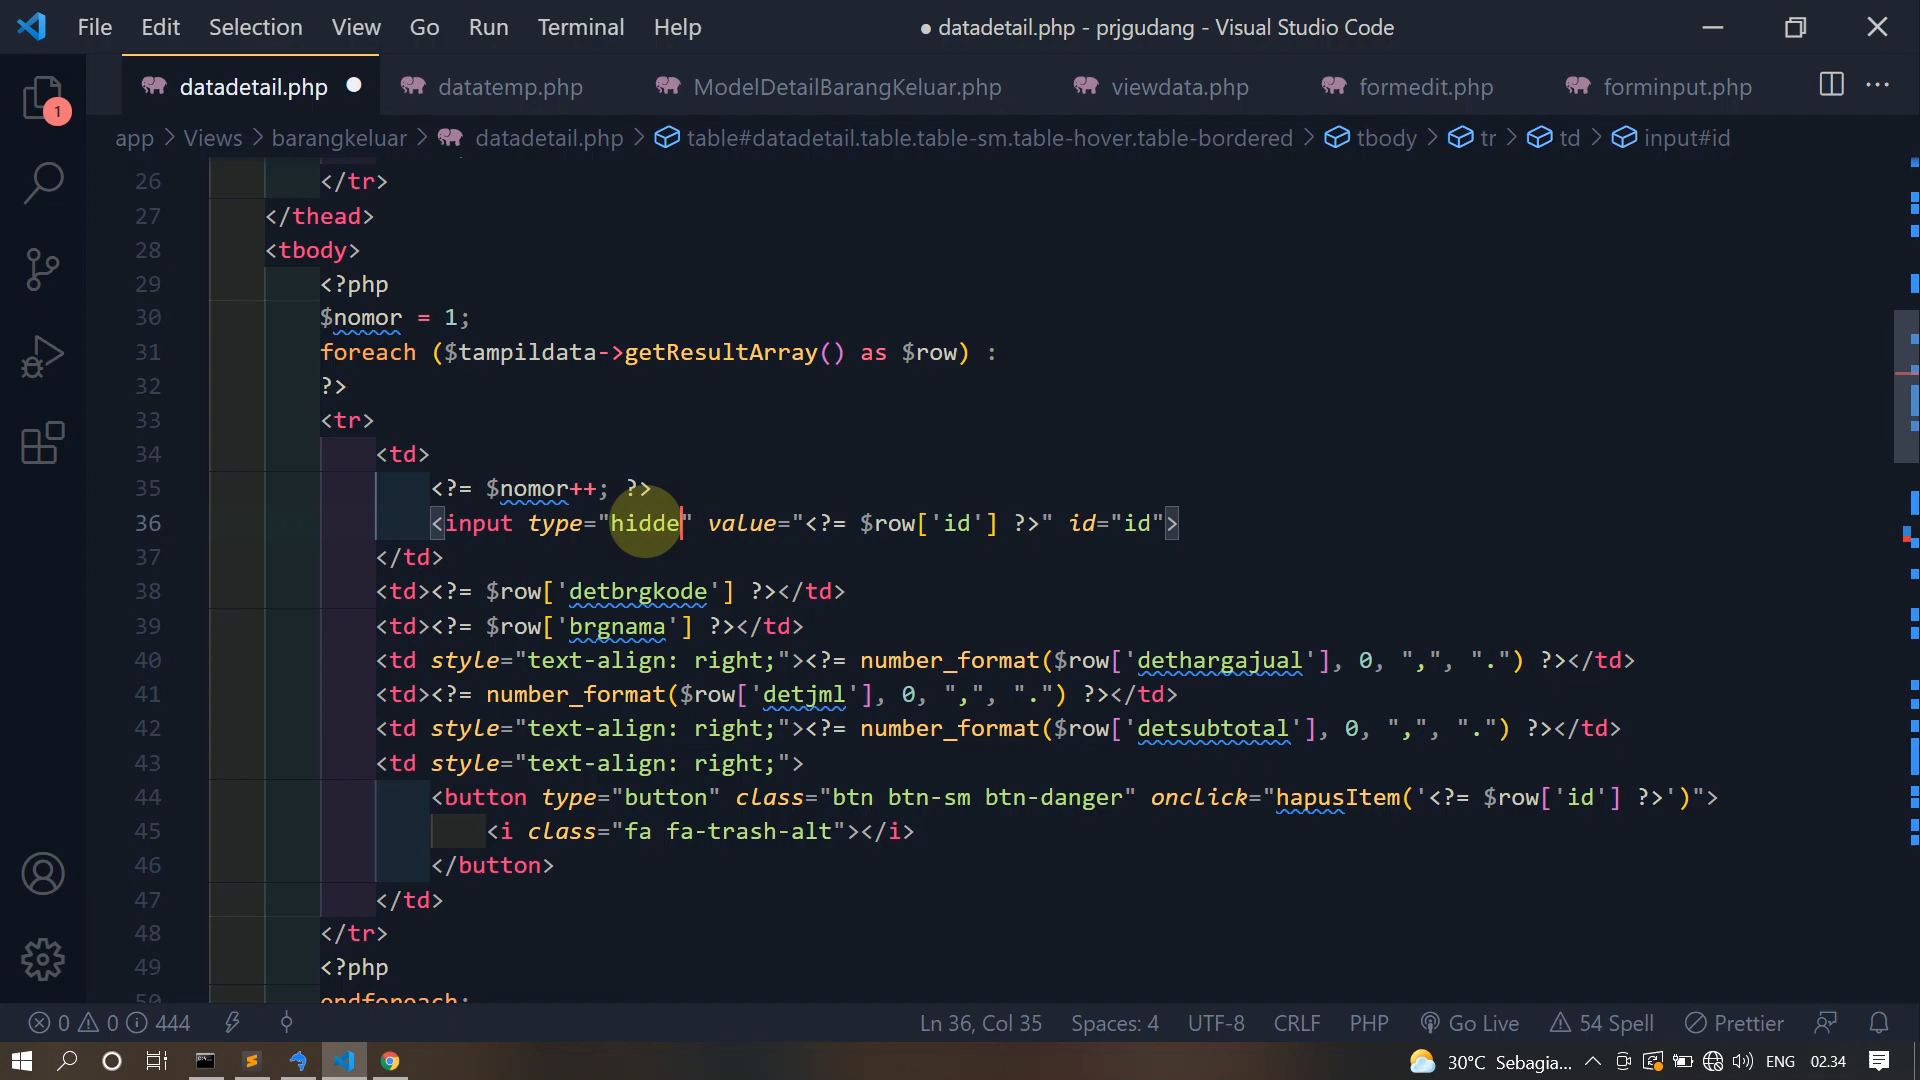 File Edit Selection View Go Run Terminal Help ● datadetail.php - prjgudang - Visual Studio Code
1
datadetail.php ● datatemp.php ModelDetailBarangKeluar.php viewdata.php formedit.php forminput.php
app > Views > barangkeluar > datadetail.php > table#datadetail.table.table-sm.table-hover.table-bordered > tbody > tr > td > input#id
26 </tr>
27 </thead>
28 <tbody>
29 <?php
30 $nomor = 1;
31 foreach ($tampildata->getResultArray() as $row) :
32 ?>
33 <tr>
34 <td>
35 <?= $nomor++; ?>
36 <input type="hidde" value="<?= $row['id'] ?>" id="id">
37 </td>
38 <td><?= $row['detbrgkode'] ?></td>
39 <td><?= $row['brgnama'] ?></td>
40 <td style="text-align: right;"><?= number_format($row['dethargajual'], 0, ",", ".") ?></td>
41 <td><?= number_format($row['detjml'], 0, ",", ".") ?></td>
42 <td style="text-align: right;"><?= number_format($row['detsubtotal'], 0, ",", ".") ?></td>
43 <td style="text-align: right;">
44 <button type="button" class="btn btn-sm btn-danger" onclick="hapusItem('<?= $row['id'] ?>')">
45 <i class="fa fa-trash-alt"></i>
46 </button>
47 </td>
48 </tr>
49 <?php
50 endforeach;
0 0 444 Ln 36, Col 35 Spaces: 4 UTF-8 CRLF PHP Go Live 54 Spell Prettier
30°C Sebagia... ENG 02.34